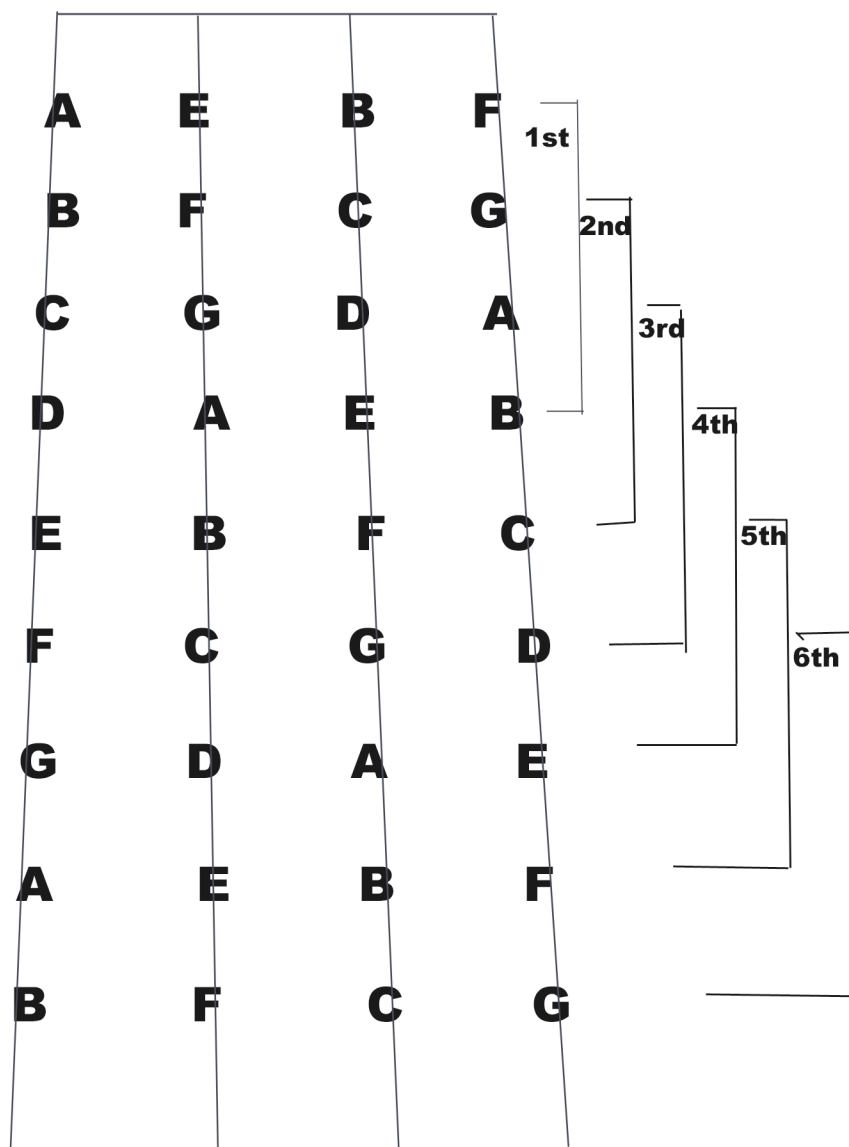 A E B F
1st
B F C G
2nd
C G D A
3rd
D A E B
4th
E B F C
5th
F C G D
6th
G D A E
A E B F
B F C G